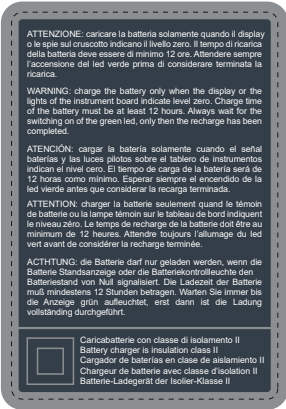 ATTENZIONE: caricare la batteria solamente quando il display
o le spie sul cruscotto indicano il livello zero. Il tempo di ricarica
della batteria deve essere di minimo 12 ore. Attendere sempre
l'accensione del led verde prima di considerare terminata la
ricarica.
WARNING: charge the battery only when the display or the
lights of the instrument board indicate level zero. Charge time
of the battery must be at least 12 hours. Always wait for the
switching on of the green led, only then the recharge has been
completed.
ATENCIÓN: cargar la batería solamente cuando el señal
baterías y las luces pilotos sobre el tablero de instrumentos
indican el nivel cero. El tiempo de carga de la batería será de
12 horas como mínimo. Esperar siempre el encendido de la
led vierde antes que considerar la recarga terminada.
ATTENTION: charger la batterie seulement quand le témoin
de batterie ou la lampe témoin sur le tableau de bord indiquent
le niveau zéro. Le temps de recharge de la batterie doit être au
minimum de 12 heures. Attendre toujours l'allumage du led
vert avant de considérer la recharge terminée.
ACTHTUNG: die Batterie darf nur geladen werden, wenn die
Batterie Standsanzeige oder die Batteriekontrollleuchte den
Batteriestand von Null signalisiert. Die Ladezeit der Batterie
muß mindestens 12 Stunden betragen. Warten Sie immer bis
die Anzeige grün aufleuchtet, erst dann ist die Ladung
vollständing durchgeführt.
Caricabatterie con classe di isolamento II
Battery charger is insulation class II
Cargador de baterías en clase de aislamiento II
Chargeur de batterie avec classe d'isolation II
Batterie-Ladegerät der Isolier-Klasse II